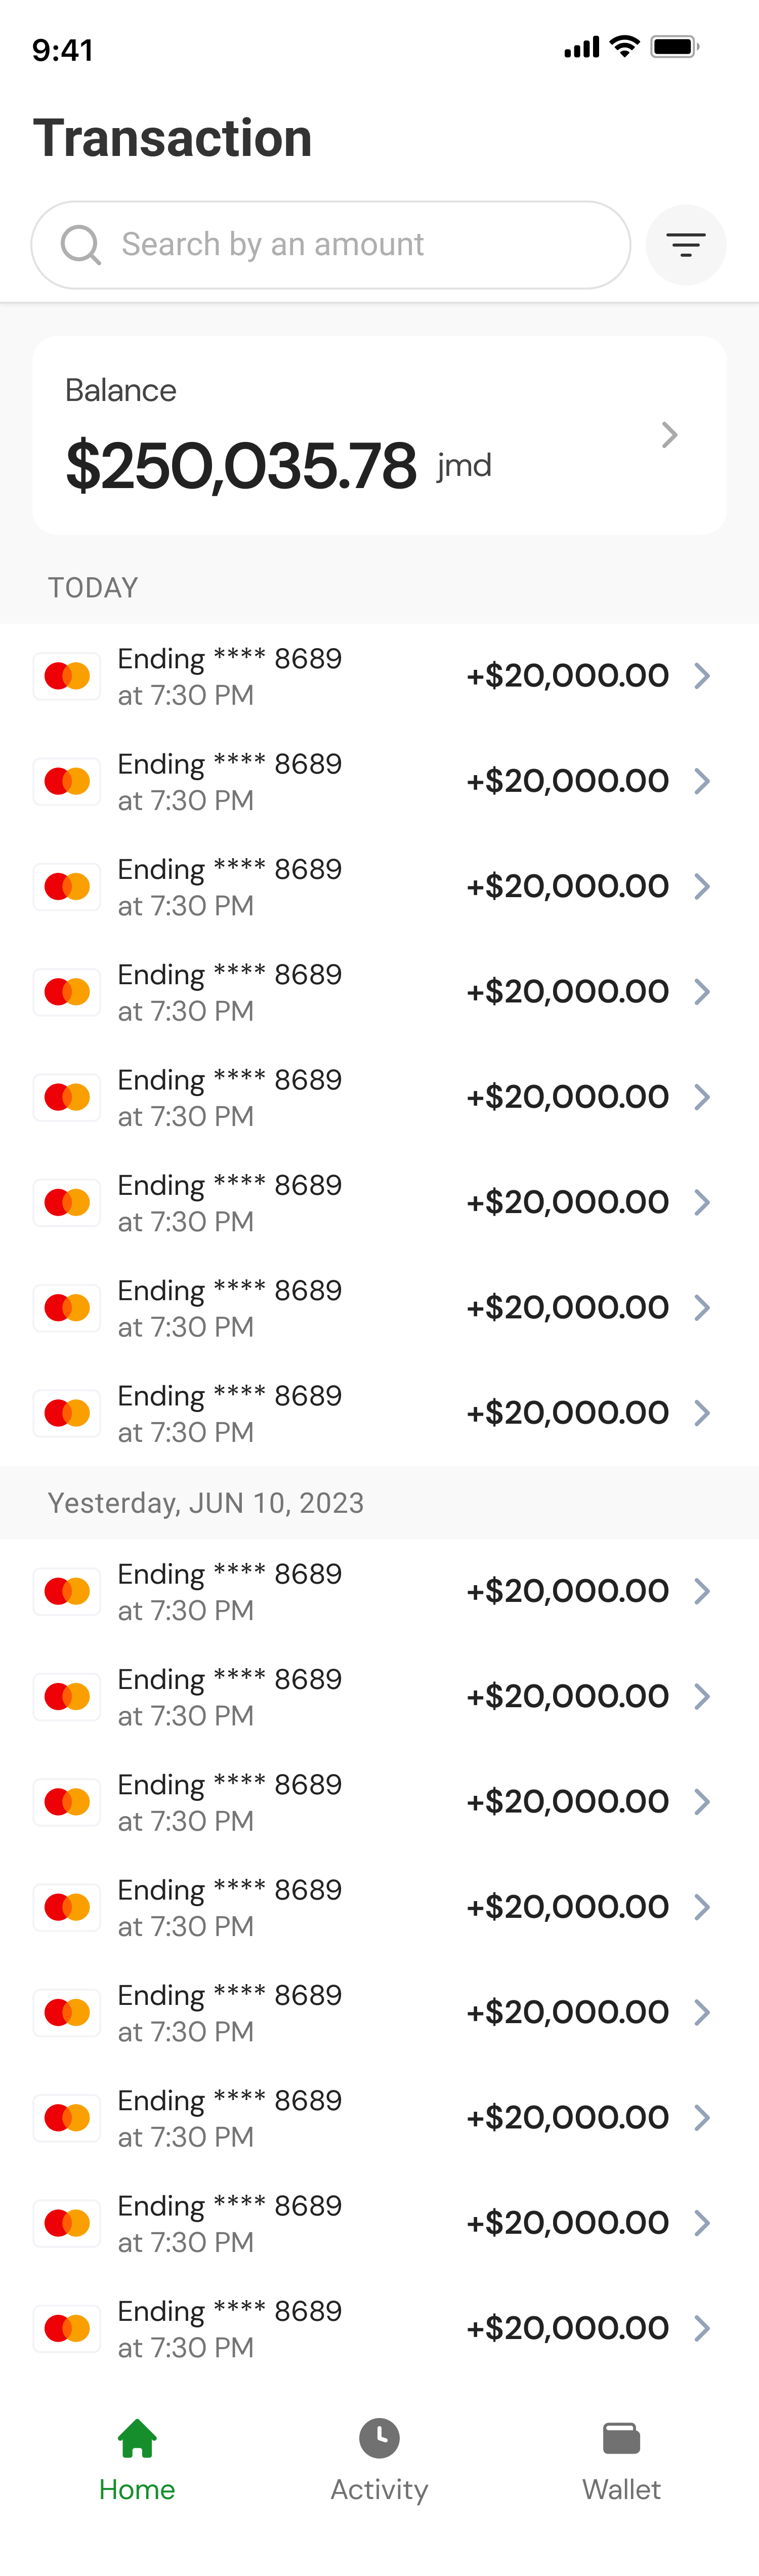 9:41
Transaction
Search by an amount
Balance
$250,035.78 jmd
TODAY
Ending **** 8689
at 7:30 PM
+$20,000.00
Ending **** 8689
at 7:30 PM
+$20,000.00
Ending **** 8689
at 7:30 PM
+$20,000.00
Ending **** 8689
at 7:30 PM
+$20,000.00
Ending **** 8689
at 7:30 PM
+$20,000.00
Ending **** 8689
at 7:30 PM
+$20,000.00
Ending **** 8689
at 7:30 PM
+$20,000.00
Ending **** 8689
at 7:30 PM
+$20,000.00
Yesterday, JUN 10, 2023
Ending **** 8689
at 7:30 PM
+$20,000.00
Ending **** 8689
at 7:30 PM
+$20,000.00
Ending **** 8689
at 7:30 PM
+$20,000.00
Ending **** 8689
at 7:30 PM
+$20,000.00
Ending **** 8689
at 7:30 PM
+$20,000.00
Ending **** 8689
at 7:30 PM
+$20,000.00
Ending **** 8689
at 7:30 PM
+$20,000.00
Ending **** 8689
at 7:30 PM
+$20,000.00
Home
Activity
Wallet